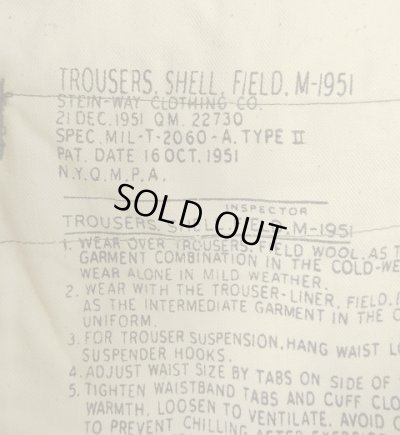 TROUSERS, SHELL, FIELD, M-1951
STEIN-WAY CLOTHING CO.
21 DEC. 1951 QM. 22730
SPEC. MIL-T-2060-A, TYPE II
PAT. DATE 16 OCT. 1951
N.Y.Q.M.P.A.
SOLD OUT
INSPECTOR
TROUSERS, SHELL, FIELD, M-1951
1. WEAR OVER TROUSERS, FIELD WOOL, AS T
GARMENT COMBINATION IN THE COLD-WE
WEAR ALONE IN MILD WEATHER.
2. WEAR WITH THE TROUSER-LINER, FIELD,
AS THE INTERMEDIATE GARMENT IN THE C
UNIFORM.
3. FOR TROUSER SUSPENSION, HANG WAIST LO
SUSPENDER HOOKS.
4. ADJUST WAIST SIZE BY TABS ON SIDE OF
5. TIGHTEN WAISTBAND TABS AND CUFF CLO
WARMTH. LOOSEN TO VENTILATE. AVOID O
TO PREVENT CHILLING AFTER